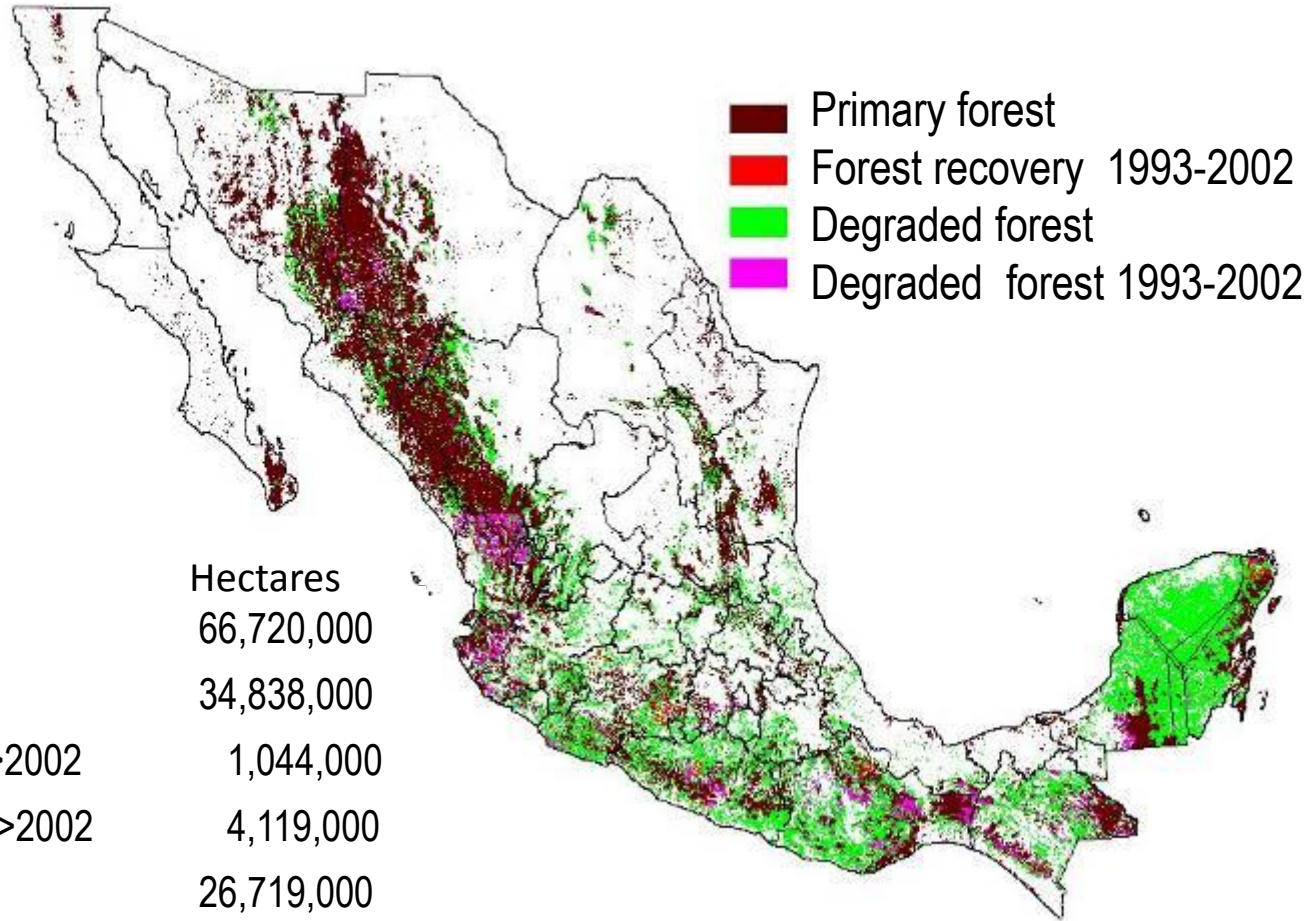 Primary forest
Forest recovery 1993-2002
Degraded forest
Degraded forest 1993-2002
Hectares
66,720,000
34,838,000
>2002 1,044,000
>2002 4,119,000
26,719,000